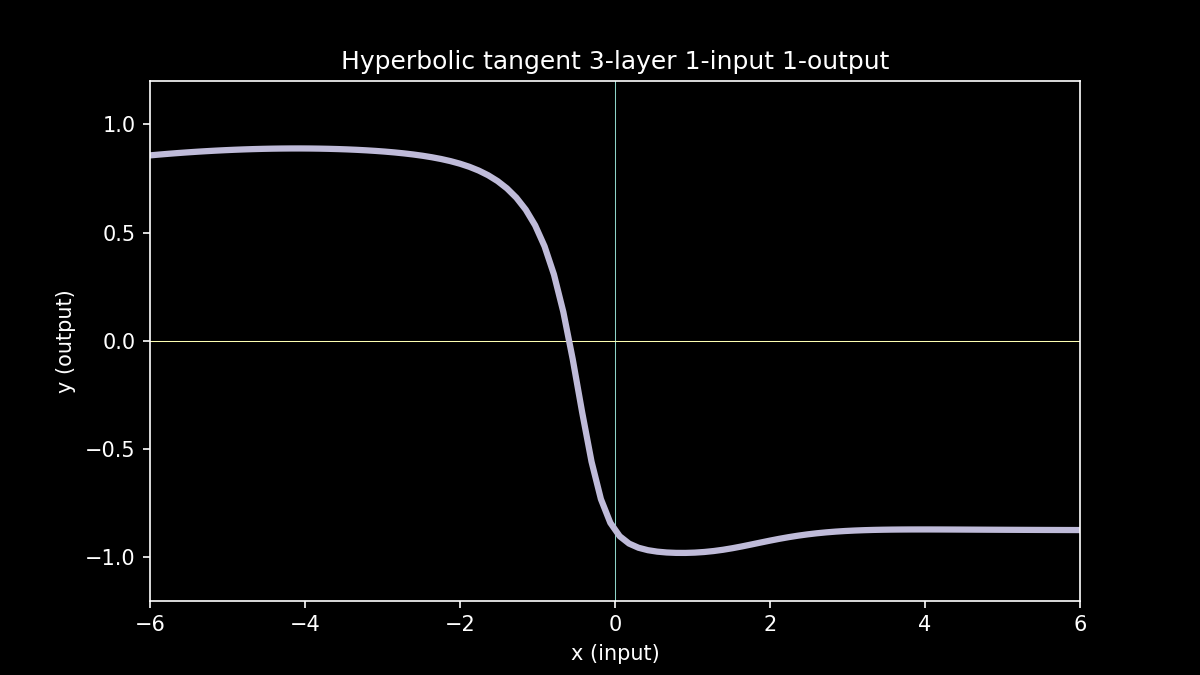 Hyperbolic tangent 3-layer 1-input 1-output
1.0
0.5
0.0
−0.5
−1.0
y (output)
−6 −4 −2 0 2 4 6
x (input)